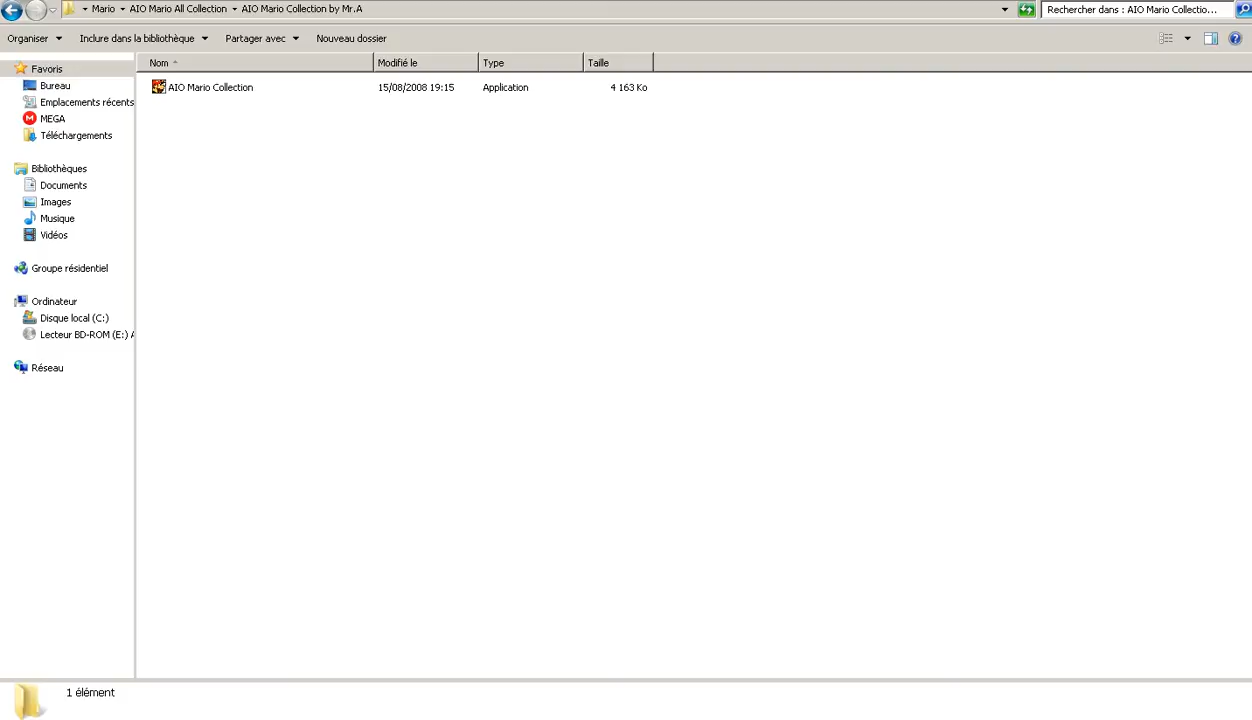 Mario AIO Mario All Collection AIO Mario Collection by Mr.A Rechercher dans : AIO Mario Collectio...
Organiser Inclure dans la bibliothèque Partager avec Nouveau dossier
Nom Modifié le Type Taille
AIO Mario Collection 15/08/2008 19:15 Application 4 163 Ko
Favoris
Bureau
Emplacements récents
MEGA
Téléchargements
Bibliothèques
Documents
Images
Musique
Vidéos
Groupe résidentiel
Ordinateur
Disque local (C:)
Lecteur BD-ROM (E:) A
Réseau
1 élément